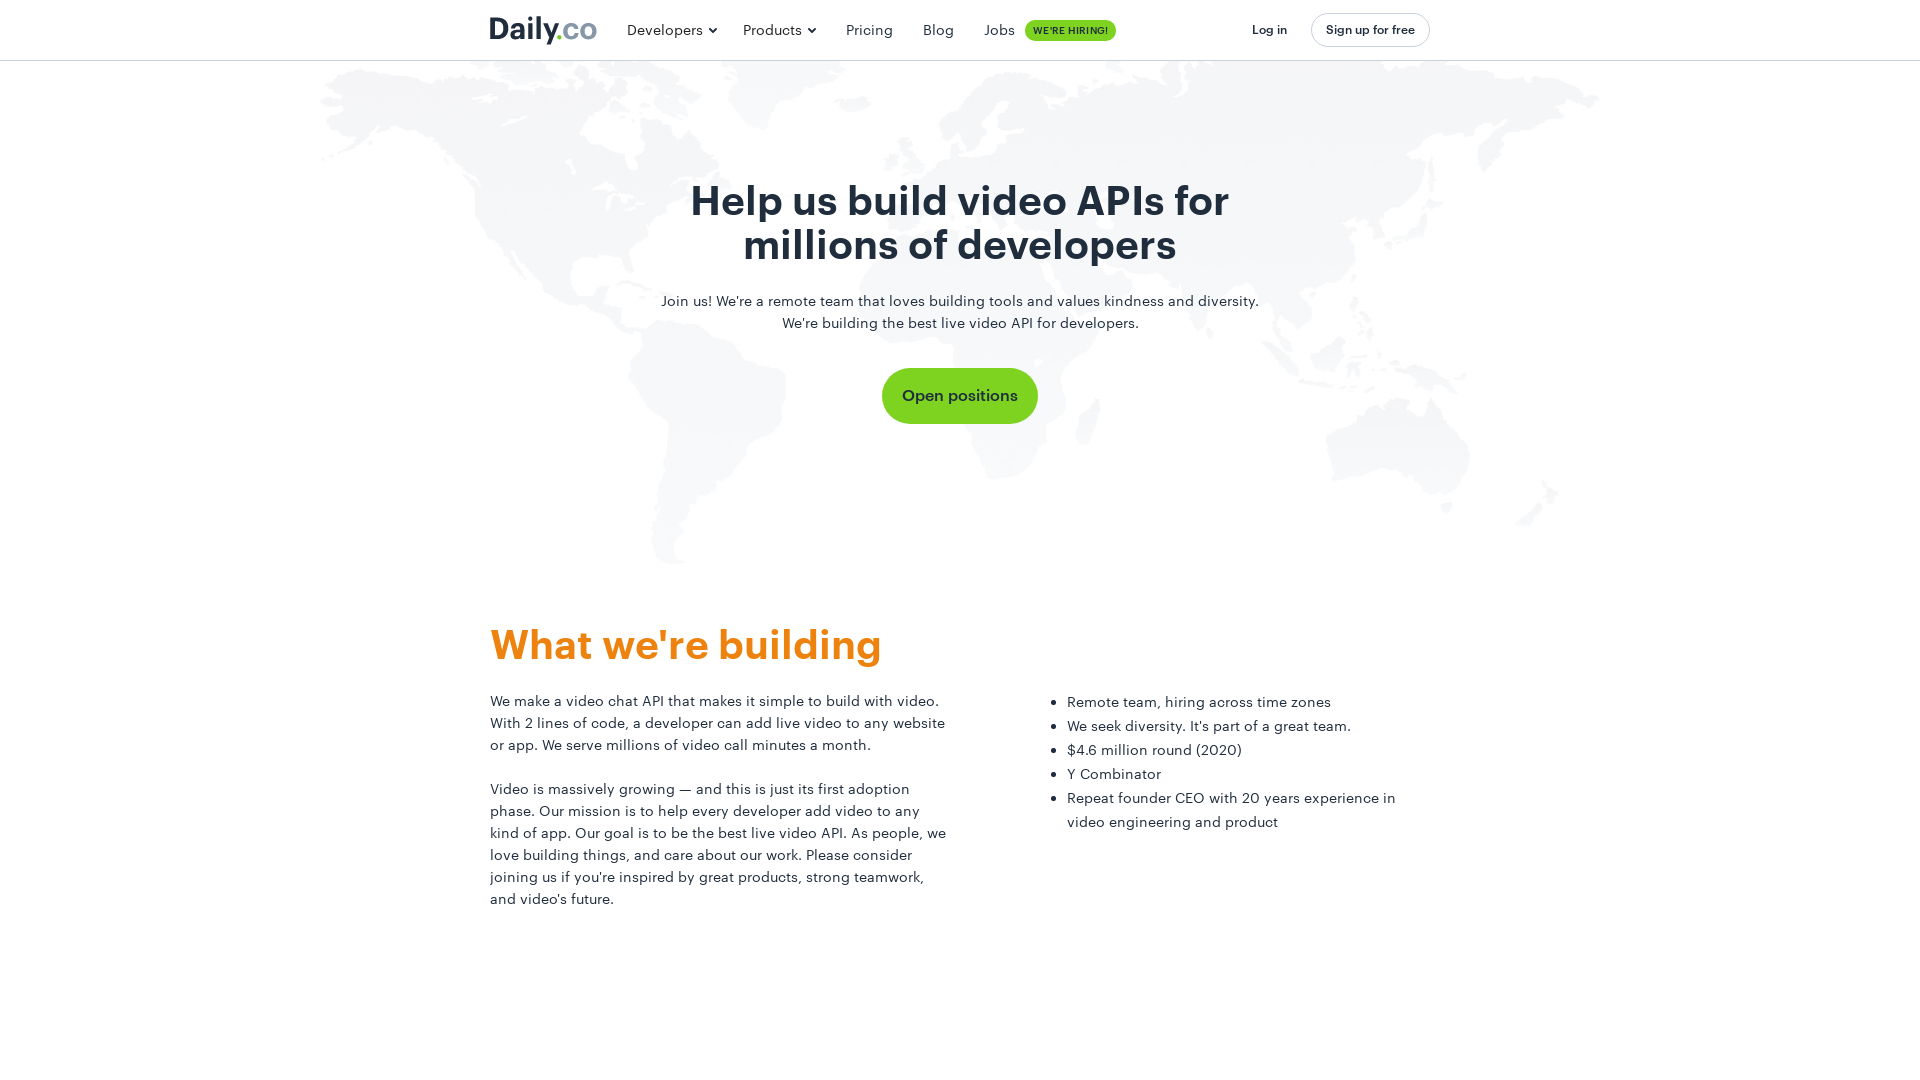 Daily.co
Developers
Products
Pricing
Blog
Jobs
WE'RE HIRING!
Log in
Sign up for free
Help us build video APIs for
millions of developers
Join us! We're a remote team that loves building tools and values kindness and diversity.
We're building the best live video API for developers.
Open positions
What we're building
We make a video chat API that makes it simple to build with video.
With 2 lines of code, a developer can add live video to any website
or app. We serve millions of video call minutes a month.
Video is massively growing — and this is just its first adoption
phase. Our mission is to help every developer add video to any
kind of app. Our goal is to be the best live video API. As people, we
love building things, and care about our work. Please consider
joining us if you're inspired by great products, strong teamwork,
and video's future.
Remote team, hiring across time zones
We seek diversity. It's part of a great team.
$4.6 million round (2020)
Y Combinator
Repeat founder CEO with 20 years experience in
video engineering and product